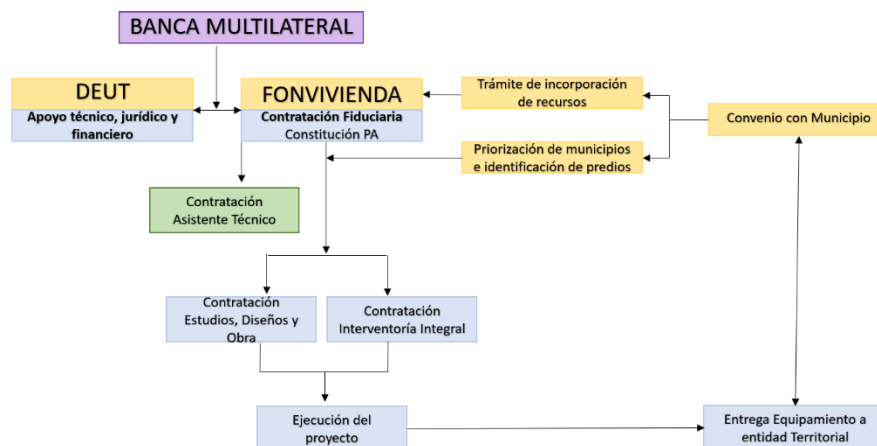 BANCA MULTILATERAL
DEUT
Apoyo técnico, jurídico y
financiero
FONVIVIENDA
Contratación Fiduciaria
Constitución PA
Trámite de incorporación
de recursos
Convenio con Municipio
Priorización de municipios
e identificación de predios
Contratación
Asistente Técnico
Contratación
Estudios, Diseños y
Obra
Contratación
Interventoría Integral
Ejecución del
proyecto
Entrega Equipamiento a
entidad Territorial